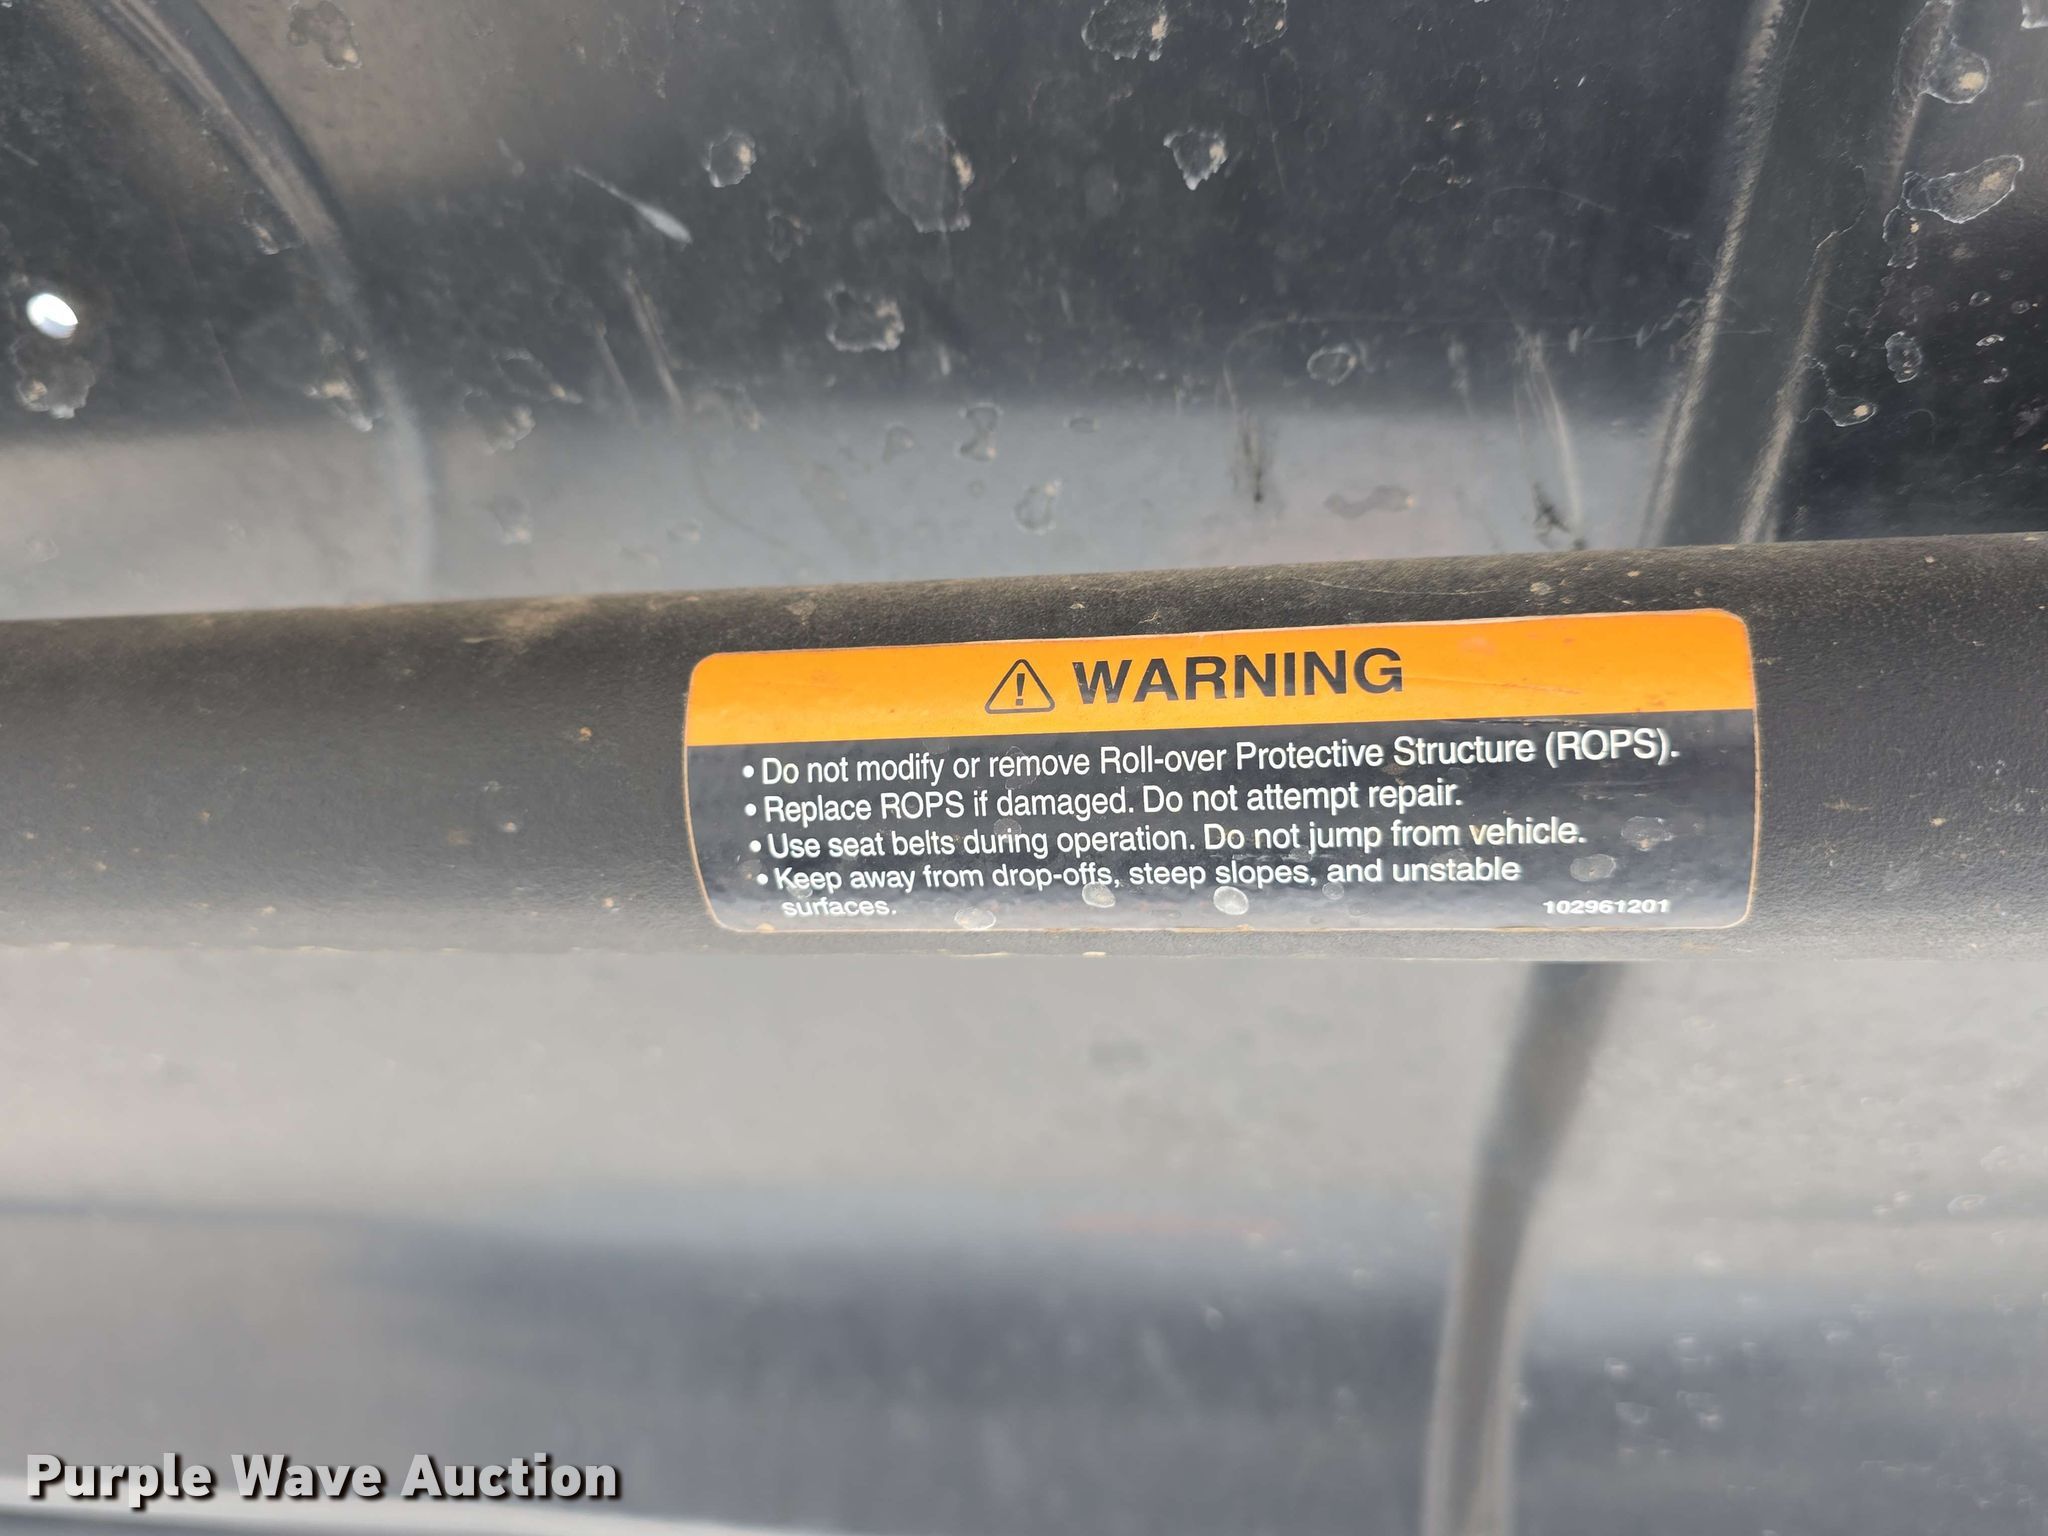 WARNING
• Do not modify or remove Roll-over Protective Structure (ROPS).
• Replace ROPS if damaged. Do not attempt repair.
• Use seat belts during operation. Do not jump from vehicle.
• Keep away from drop-offs, steep slopes, and unstable
surfaces.
102961201
Purple Wave Auction